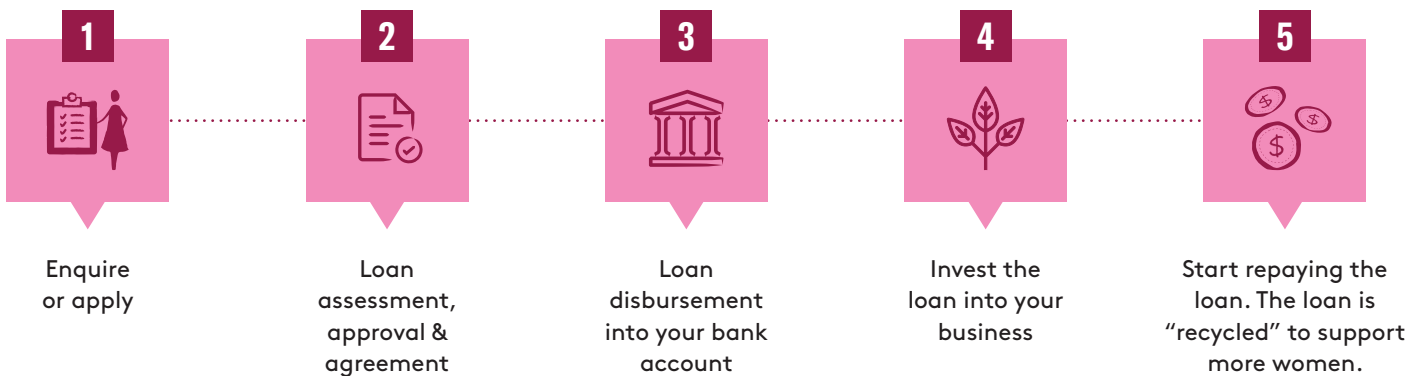 1
Enquire
or apply
2
Loan
assessment,
approval &
agreement
3
Loan
disbursement
into your bank
account
4
Invest the
loan into your
business
5
$
$
$
Start repaying the
loan. The loan is
“recycled” to support
more women.